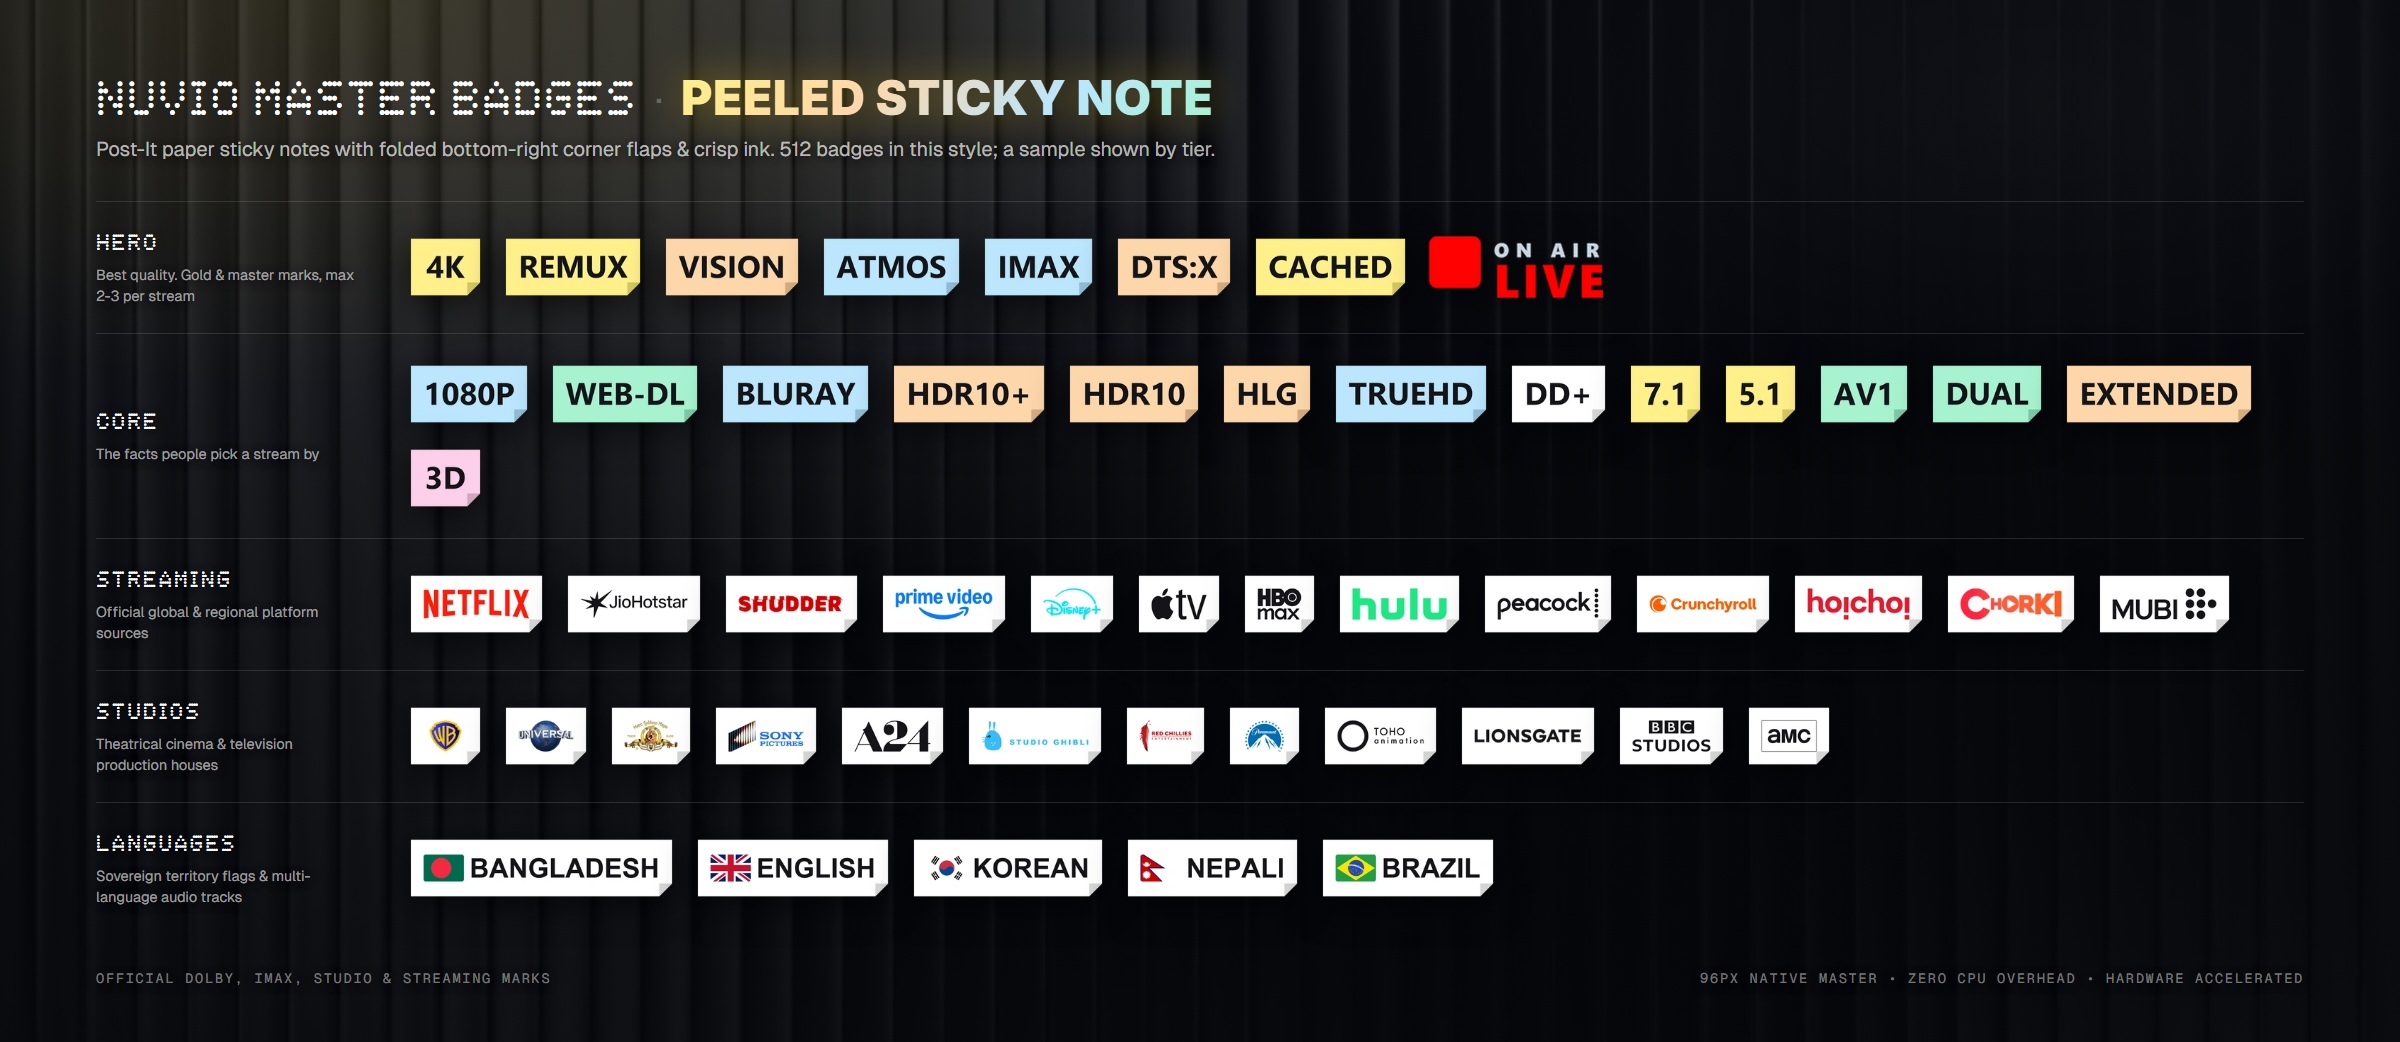 NUVIO MASTER BADGES · PEELED STICKY NOTE
Post-It paper sticky notes with folded bottom-right corner flaps & crisp ink. 512 badges in this style; a sample shown by tier.
HERO
Best quality. Gold & master marks, max
2-3 per stream
4K REMUX VISION ATMOS IMAX DTS:X CACHED ON AIR
LIVE
CORE
The facts people pick a stream by
1080P WEB-DL BLURAY HDR10+ HDR10 HLG TRUEHD DD+ 7.1 5.1 AV1 DUAL EXTENDED
3D
STREAMING
Official global & regional platform
sources
NETFLIX JioHotstar SHUDDER prime video Disney+ tv HBO max hulu peacock Crunchyroll hoichoi CHORKI MUBI
STUDIOS
Theatrical cinema & television
production houses
WB UNIVERSAL SONY PICTURES A24 STUDIO GHIBLI RED CHILLIES ENTERTAINMENT Paramount TOHO animation LIONSGATE BBC STUDIOS aMC
LANGUAGES
Sovereign territory flags & multi-
language audio tracks
BANGLADESH ENGLISH KOREAN NEPALI BRAZIL
OFFICIAL DOLBY, IMAX, STUDIO & STREAMING MARKS
96PX NATIVE MASTER • ZERO CPU OVERHEAD • HARDWARE ACCELERATED